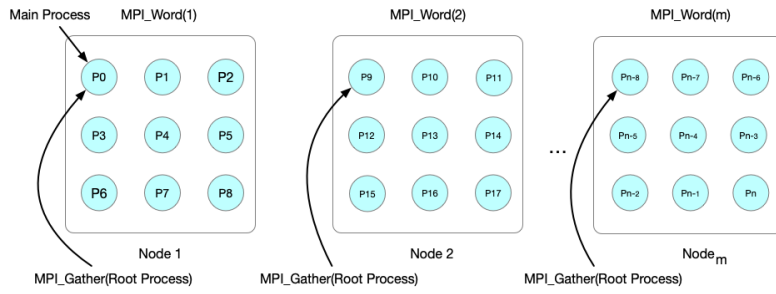 Main Process
MPI_Word(1)
MPI_Word(2)
MPI_Word(m)
P0 P1 P2
P9 P10 P11
Pn-8 Pn-7 Pn-6
P3 P4 P5
P12 P13 P14
...
Pn-5 Pn-4 Pn-3
P6 P7 P8
P15 P16 P17
Pn-2 Pn-1 Pn
Node 1
Node 2
Nodem
MPI_Gather(Root Process)
MPI_Gather(Root Process)
MPI_Gather(Root Process)